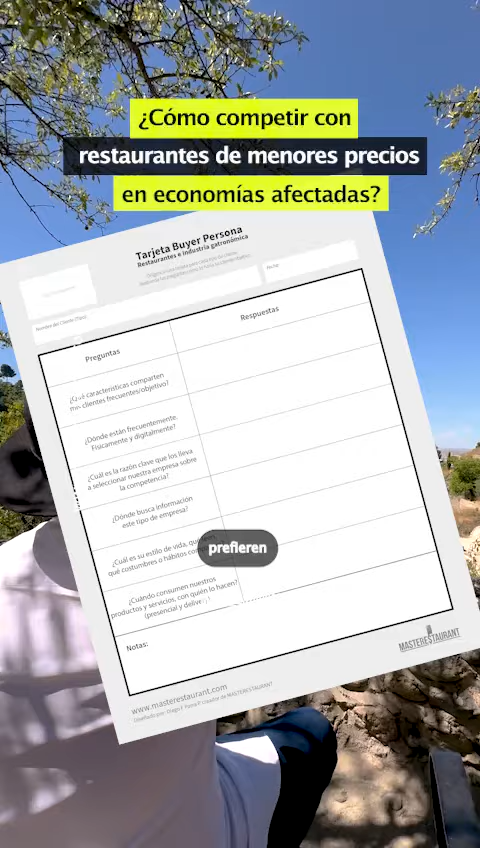 ¿Cómo competir con
restaurantes de menores precios
en economías afectadas?
Tarjeta Buyer Persona
Restaurantes e Industria gastronómica
Nombre del Cliente (Tipo):
Fecha:
Preguntas
Respuestas
¿Qué características comparten
mis clientes frecuentes/objetivo?
¿Dónde están frecuentemente.
Físicamente y digitalmente?
¿Cuál es la razón clave que los lleva
a seleccionar nuestra empresa sobre
la competencia?
¿Dónde busca información
este tipo de empresa?
¿Cuál es su estilo de vida,
qué costumbres o hábitos
prefieren
¿Cuándo consumen nuestros
productos y servicios, con quién lo hacen?
(presencial y delivery)
Notas:
MASTERESTAURANT
www.masterestaurant.com